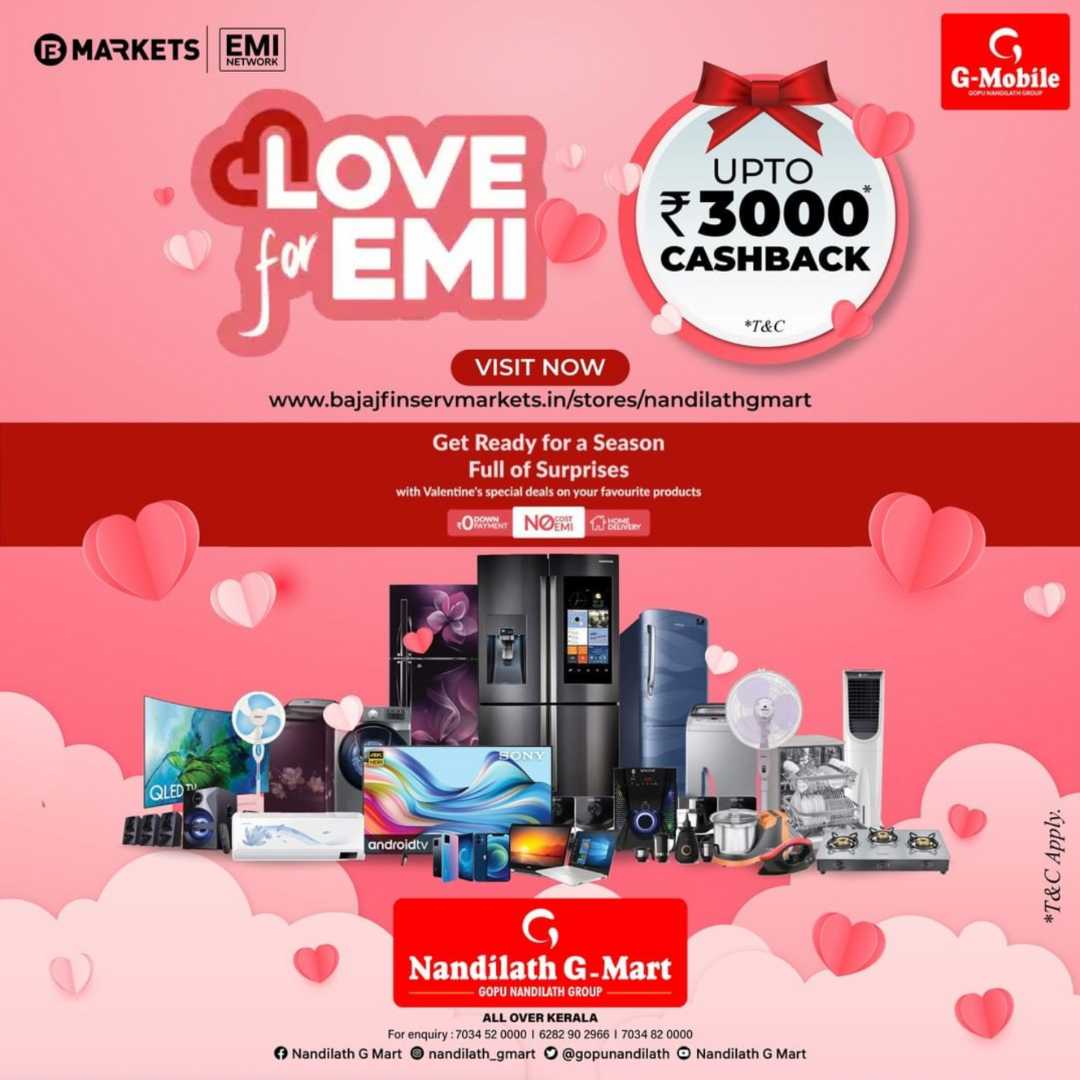 B MARKETS
EMI
NETWORK
G-Mobile
GOPU NANDILATH GROUP
LOVE
for EMI
UPTO
₹3000*
CASHBACK
*T&C
VISIT NOW
www.bajajfinservmarkets.in/stores/nandilathgmart
Get Ready for a Season
Full of Surprises
with Valentine's special deals on your favourite products
₹0 DOWN PAYMENT
NO COST EMI
HOME DELIVERY
QLED TV
4K
HDR
SONY
androidtv
*T&C Apply.
Nandilath G-Mart
GOPU NANDILATH GROUP
ALL OVER KERALA
For enquiry : 7034 52 0000 I 6282 90 2966 I 7034 82 0000
Nandilath G Mart nandilath_gmart @gopunandilath Nandilath G Mart